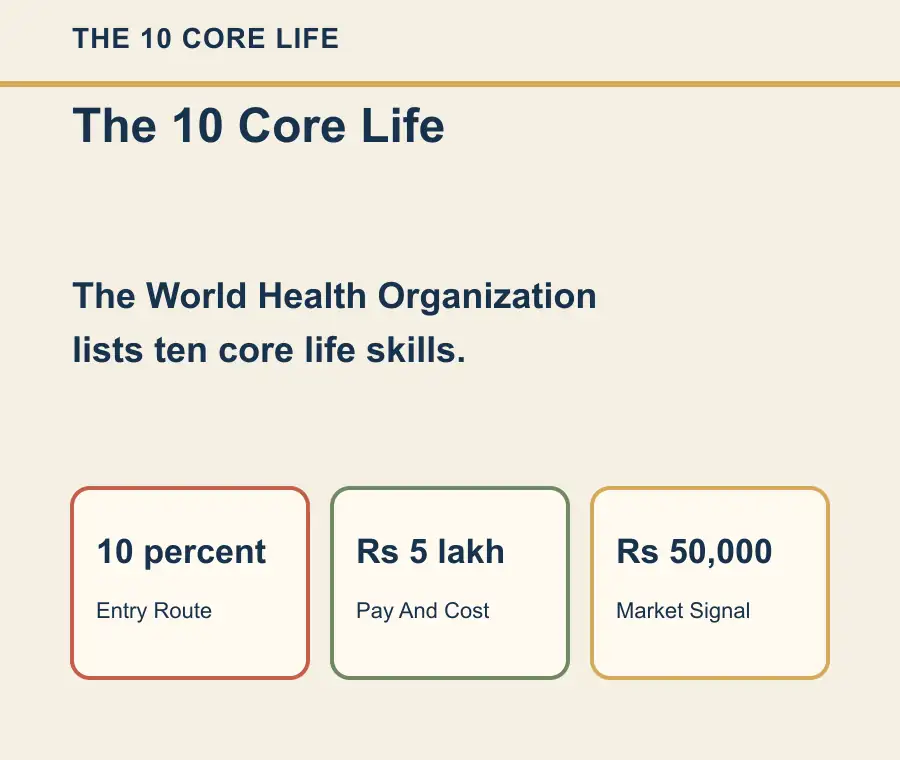 THE 10 CORE LIFE
The 10 Core Life
The World Health Organization
lists ten core life skills.
10 percent
Entry Route
Rs 5 lakh
Pay And Cost
Rs 50,000
Market Signal